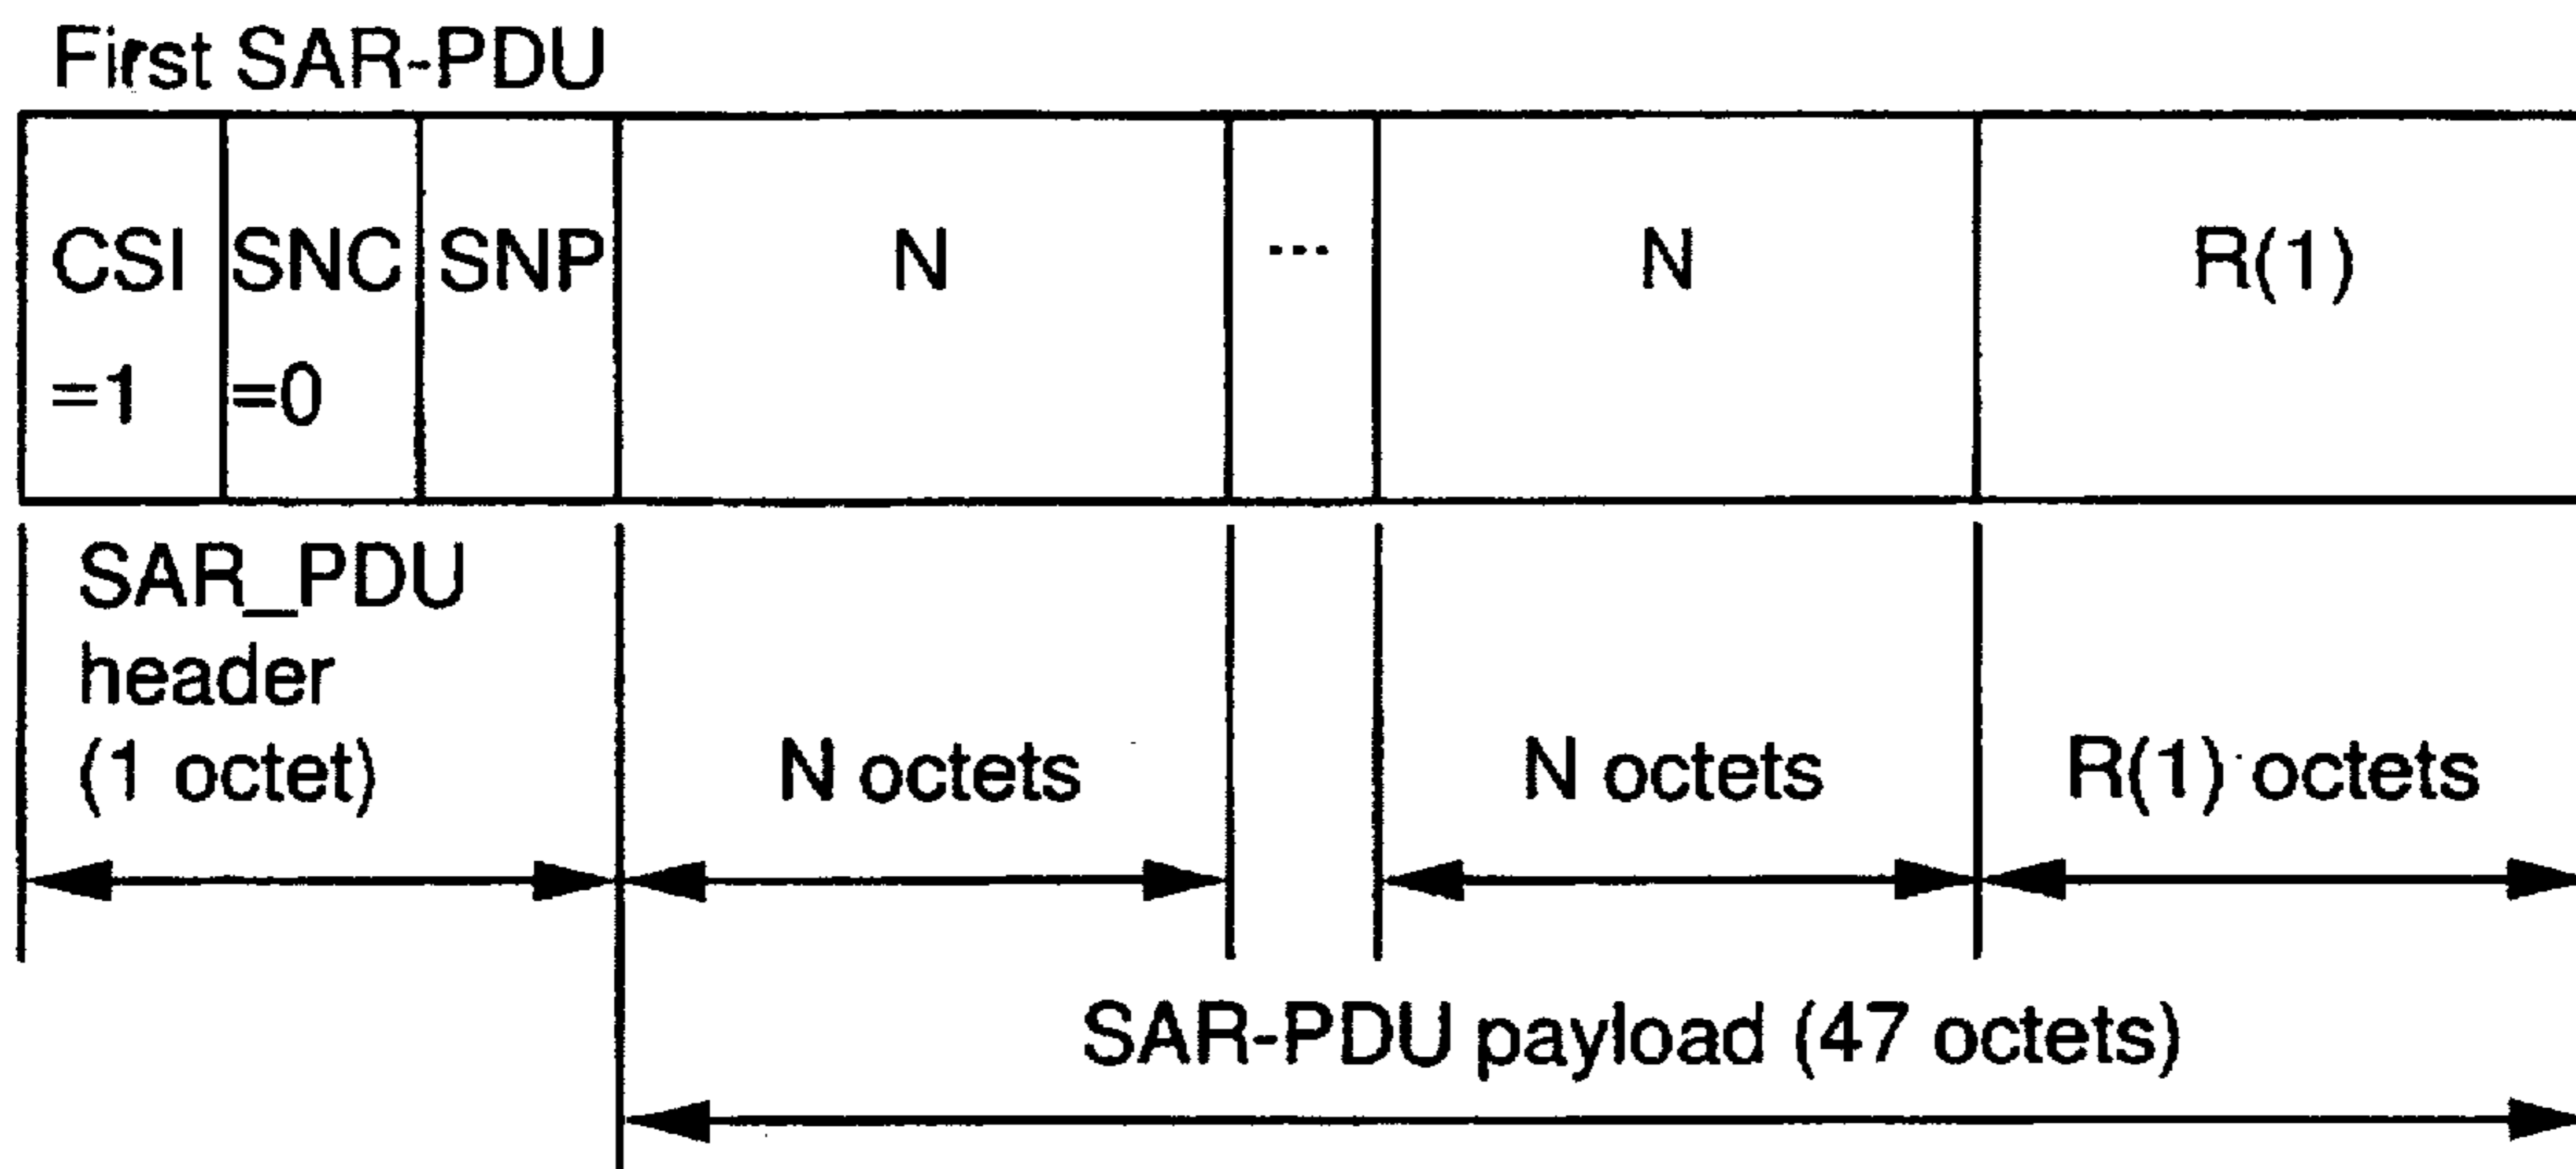 First SAR-PDU
CSI SNC SNP N ... N R(1)
=1 =0
SAR_PDU
header
(1 octet) N octets N octets R(1) octets
SAR-PDU payload (47 octets)